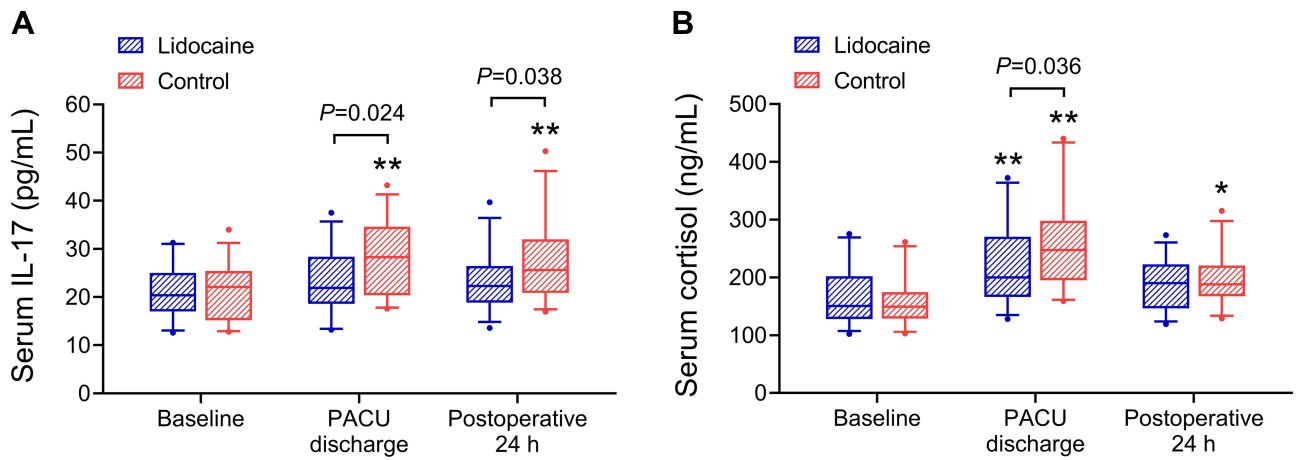 A
Lidocaine
Control
Serum IL-17 (pg/mL)
60
50
40
30
20
10
0
P=0.024
**
P=0.038
**
Baseline
PACU
discharge
Postoperative
24 h
B
Lidocaine
Control
Serum cortisol (ng/mL)
500
400
300
200
100
0
P=0.036
**
**
*
Baseline
PACU
discharge
Postoperative
24 h